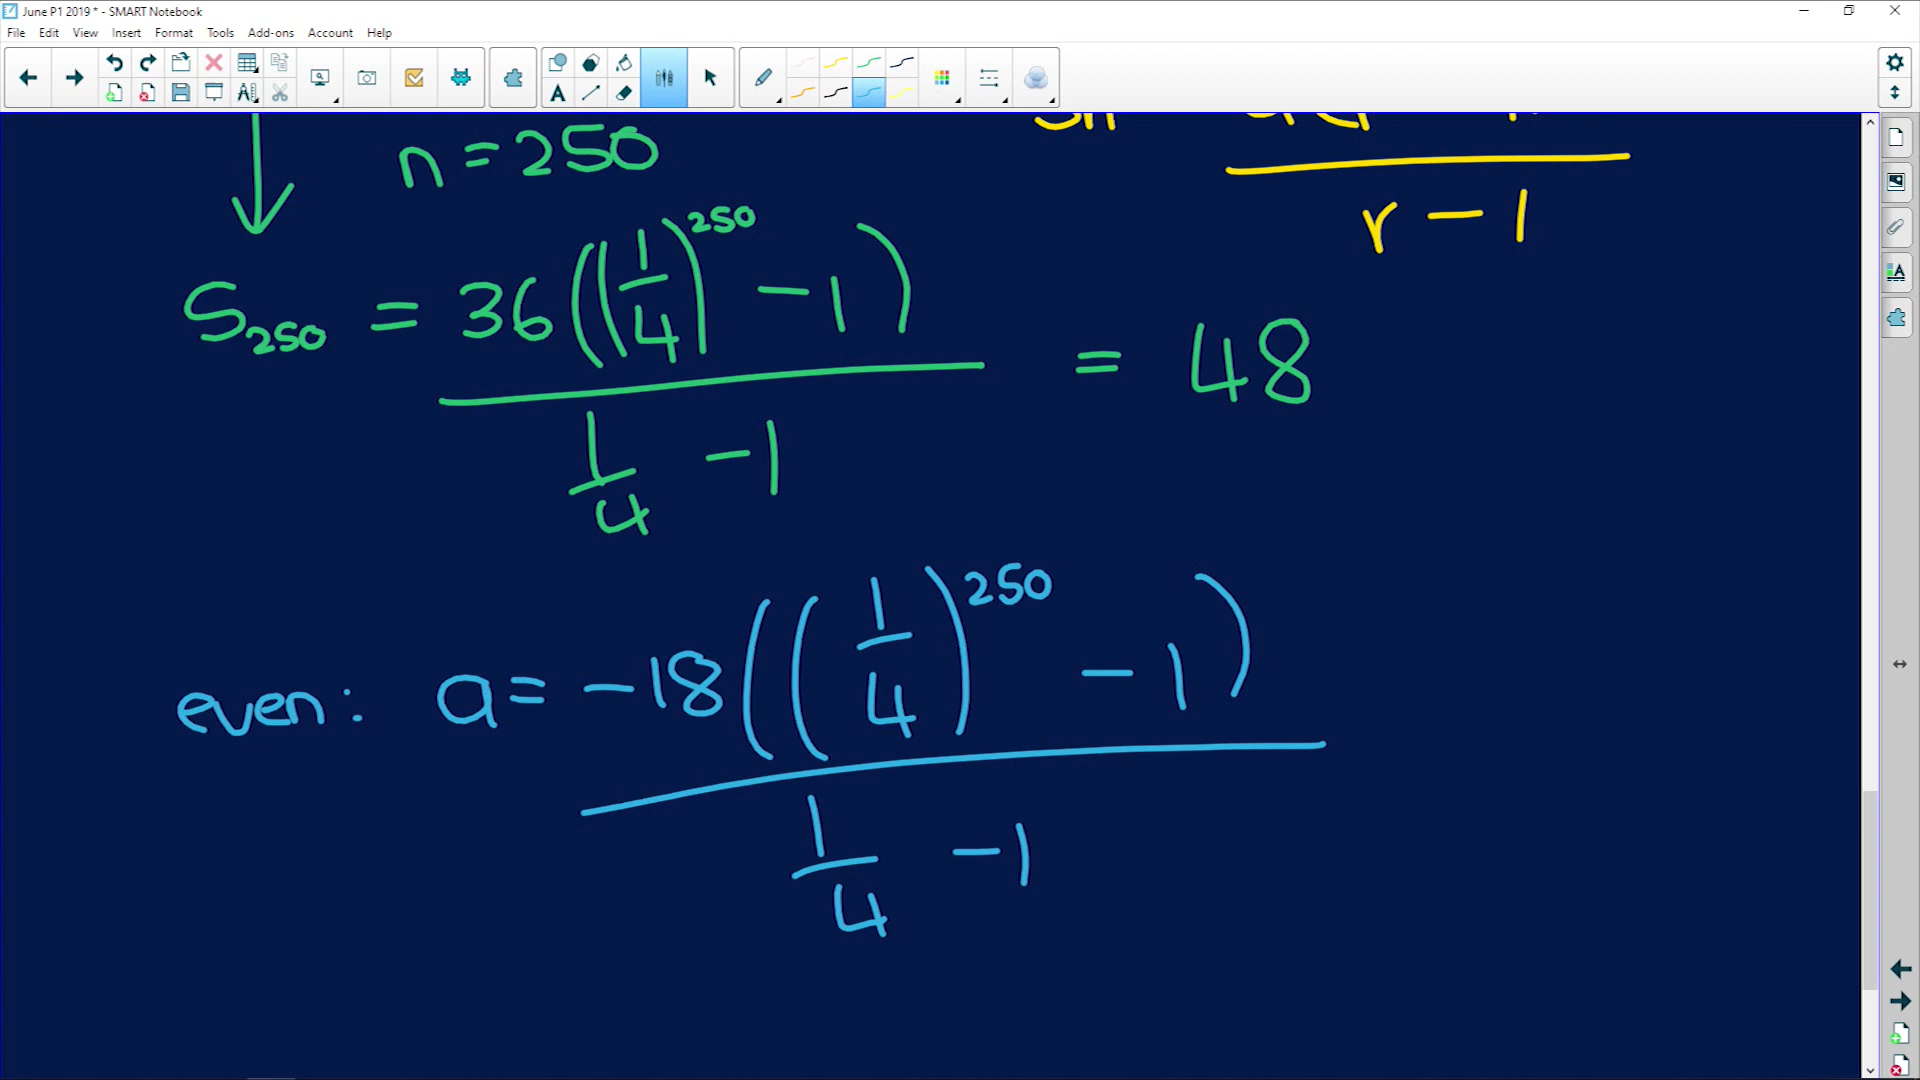 June P1 2019 * - SMART Notebook
File Edit View Insert Format Tools Add-ons Account Help
n = 250
r - 1
S₂₅₀ = 36((1/4)²⁵⁰ - 1) / (1/4 - 1) = 48
even: a = -18((1/4)²⁵⁰ - 1) / (1/4 - 1)